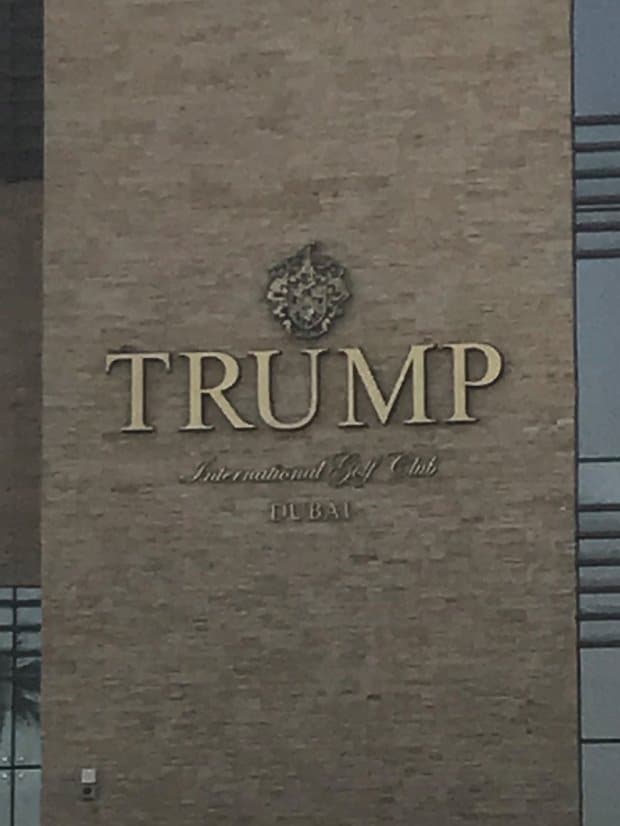 TRUMP
International Golf Club
DUBAI